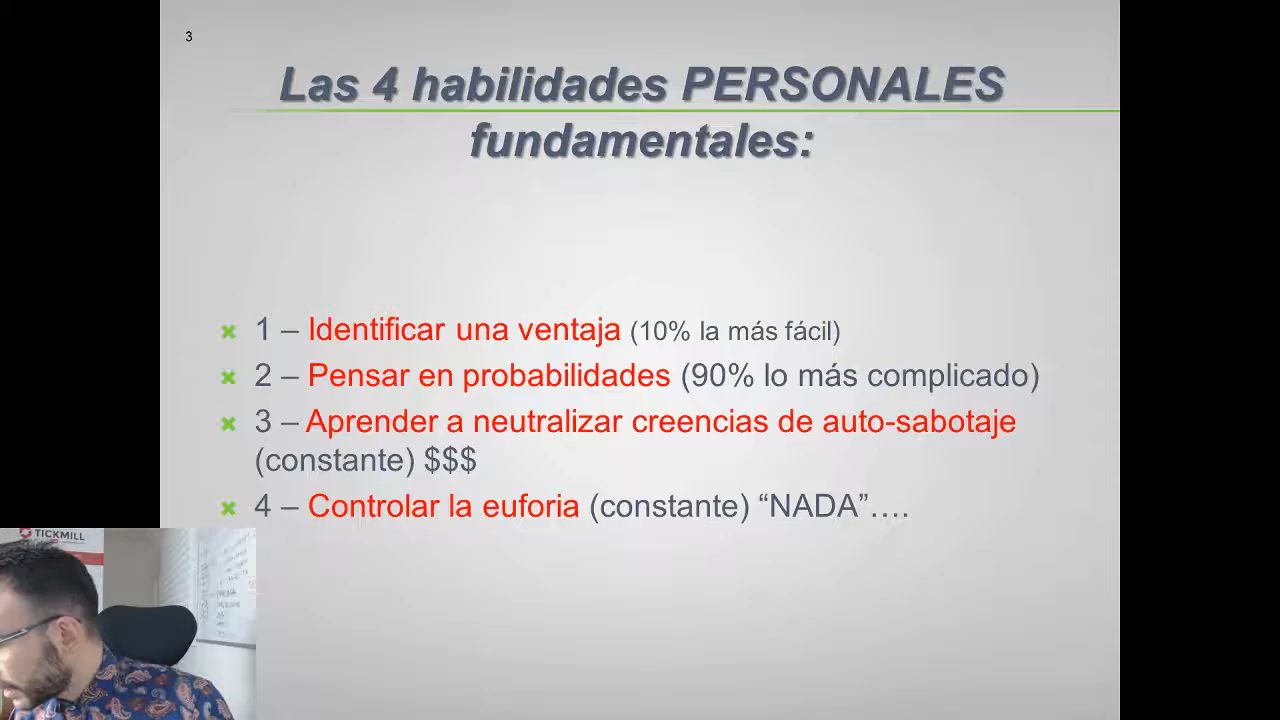 3
Las 4 habilidades PERSONALES
fundamentales:
1 – Identificar una ventaja (10% la más fácil)
2 – Pensar en probabilidades (90% lo más complicado)
3 – Aprender a neutralizar creencias de auto-sabotaje
(constante) $$$
4 – Controlar la euforia (constante) “NADA”….
TICKMILL